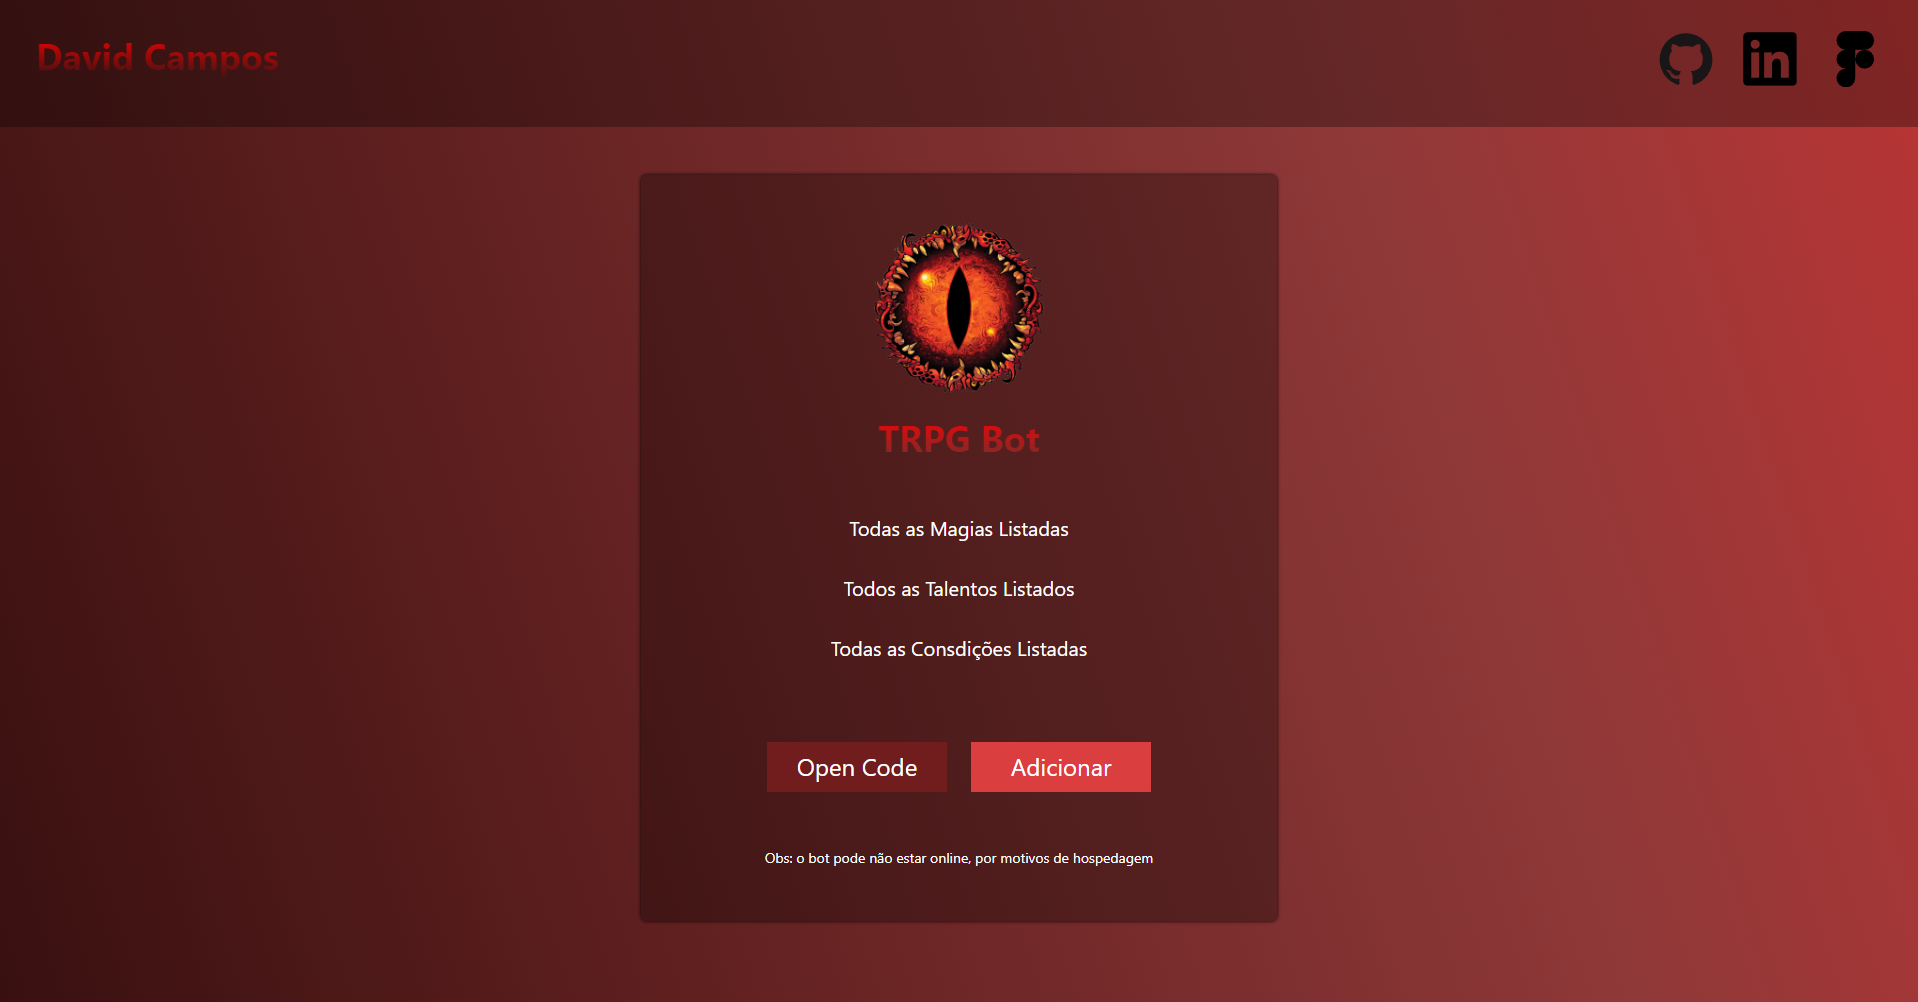 David Campos
TRPG Bot
Todas as Magias Listadas
Todos as Talentos Listados
Todas as Consdições Listadas
Open Code
Adicionar
Obs: o bot pode não estar online, por motivos de hospedagem